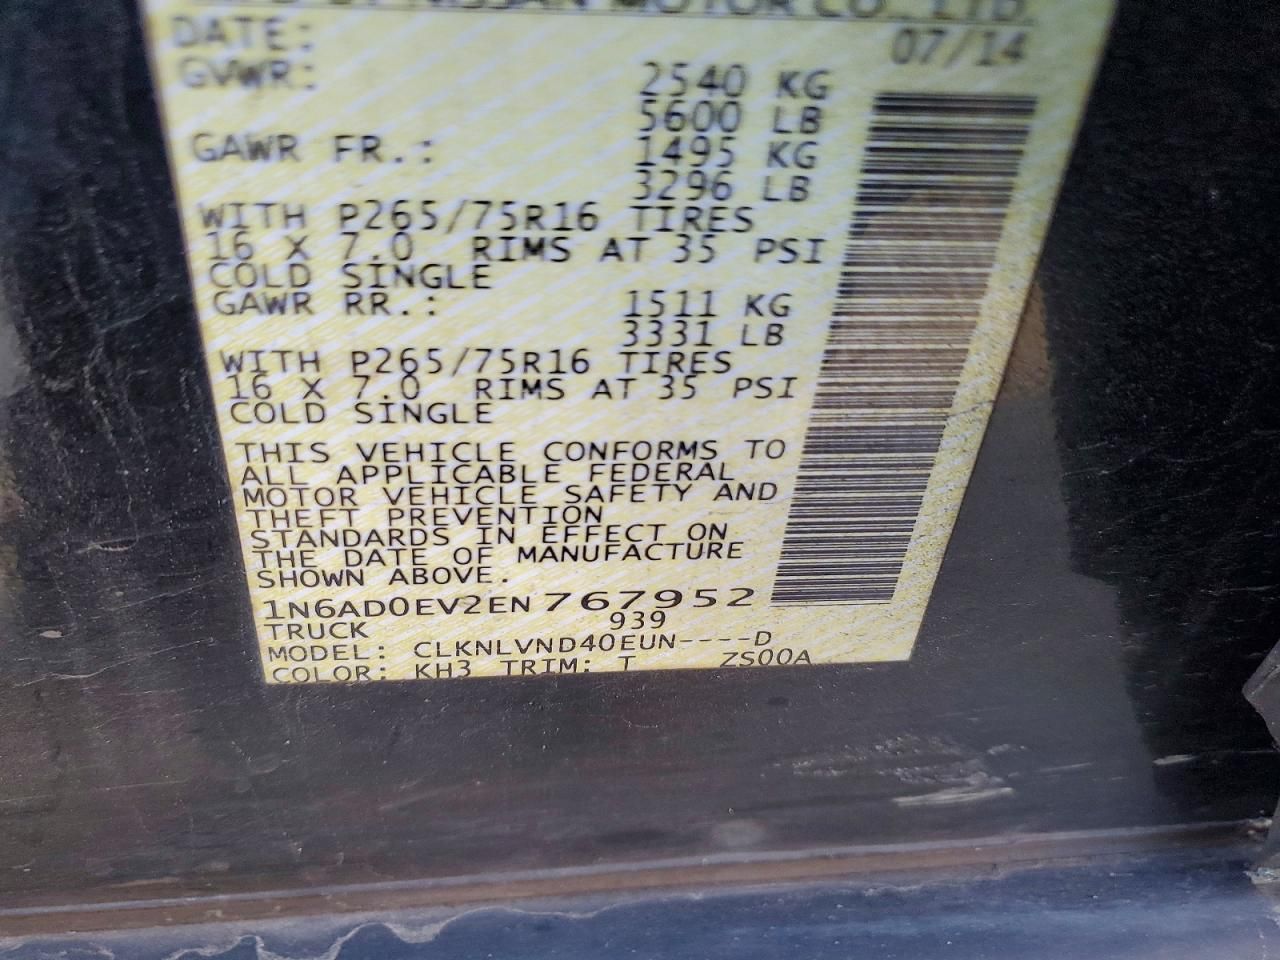 NISSAN MOTOR CO., LTD.
DATE: 07/14
GVWR: 2540 KG
5600 LB
GAWR FR.: 1495 KG
3296 LB
WITH P265/75R16 TIRES
16 X 7.0 RIMS AT 35 PSI
COLD SINGLE
GAWR RR.: 1511 KG
3331 LB
WITH P265/75R16 TIRES
16 X 7.0 RIMS AT 35 PSI
COLD SINGLE
THIS VEHICLE CONFORMS TO
ALL APPLICABLE FEDERAL
MOTOR VEHICLE SAFETY AND
THEFT PREVENTION
STANDARDS IN EFFECT ON
THE DATE OF MANUFACTURE
SHOWN ABOVE.
1N6AD0EV2EN767952
TRUCK 939
MODEL: CLKNLVND40EUN----D
COLOR: KH3 TRIM: T ZS00A